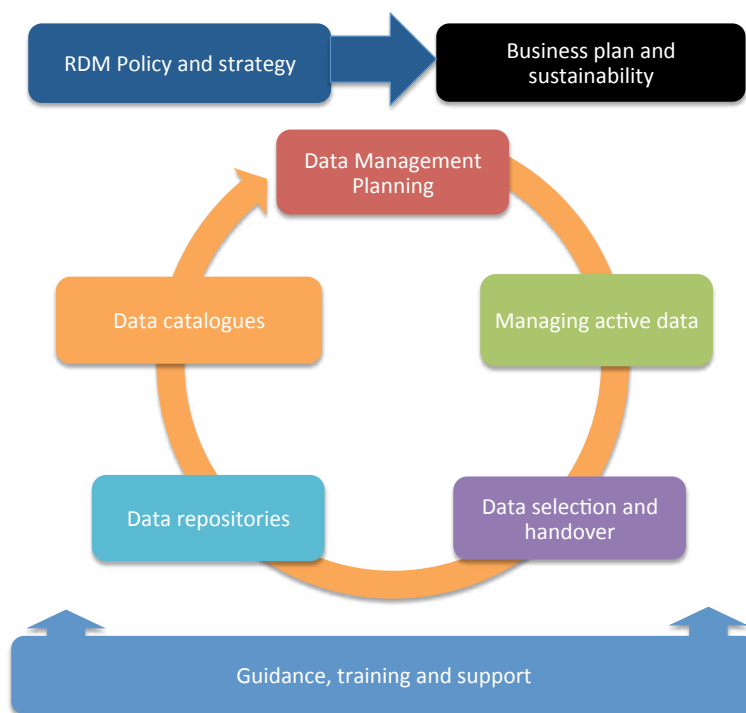 RDM Policy and strategy
Business plan and
sustainability
Data Management
Planning
Data catalogues
Managing active data
Data repositories
Data selection and
handover
Guidance, training and support